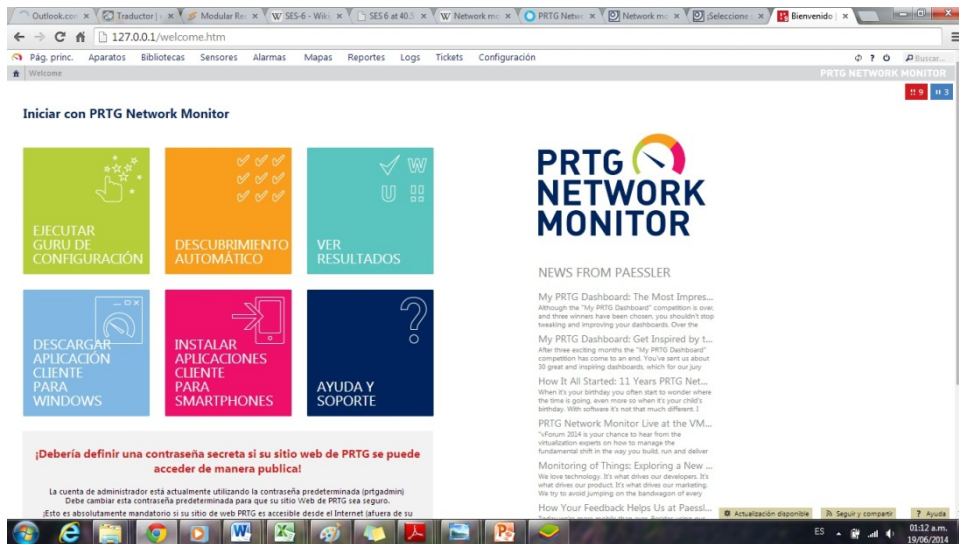 Outlook.com
Traductor |
Modular Re
SES-6 - Wiki
SES 6 at 40.5
Network mo
PRTG Netwo
Network mo
¡Seleccione
Bienvenido |
127.0.0.1/welcome.htm
Pág. princ. Aparatos Bibliotecas Sensores Alarmas Mapas Reportes Logs Tickets Configuración Buscar...
Welcome
PRTG NETWORK MONITOR
9 3
Iniciar con PRTG Network Monitor
EJECUTAR
GURU DE
CONFIGURACIÓN
DESCUBRIMIENTO
AUTOMÁTICO
VER
RESULTADOS
W
U
DESCARGAR
APLICACIÓN
CLIENTE
PARA
WINDOWS
INSTALAR
APLICACIONES
CLIENTE
PARA
SMARTPHONES
?
AYUDA Y
SOPORTE
¡Debería definir una contraseña secreta si su sitio web de PRTG se puede
acceder de manera publica!
La cuenta de administrador está actualmente utilizando la contraseña predeterminada (prtgadmin)
Debe cambiar esta contraseña predeterminada para que su sitio Web de PRTG sea seguro.
¡Esto es absolutamente mandatorio si su sitio de web PRTG es accesible desde el Internet (afuera de su
PRTG
NETWORK
MONITOR
NEWS FROM PAESSLER
My PRTG Dashboard: The Most Impres...
Although the "My PRTG Dashboard" competition is over,
and three winners have been chosen, you shouldn't stop
tweaking and improving your dashboards. Over the
My PRTG Dashboard: Get Inspired by t...
After three exciting months the "My PRTG Dashboard"
competition has come to an end. You've sent us about
30 great and inspiring dashboards, which for our jury
How It All Started: 11 Years PRTG Net...
When it's your birthday you often start to wonder where
the time is going, even more so when it's your child's
birthday. With software it's not that much different. I
PRTG Network Monitor Live at the VM...
"vForum 2014 is your chance to hear from the
virtualization experts on how to manage the
fundamental shift in the way you build, run and deliver
Monitoring of Things: Exploring a New ...
We love technology. It's what drives our developers. It's
what drives our product. It's what drives our marketing.
We try to avoid jumping on the bandwagon of every
How Your Feedback Helps Us at Paessl...
Actualización disponible
Seguir y compartir
? Ayuda
ES
01:12 a.m.
19/06/2014